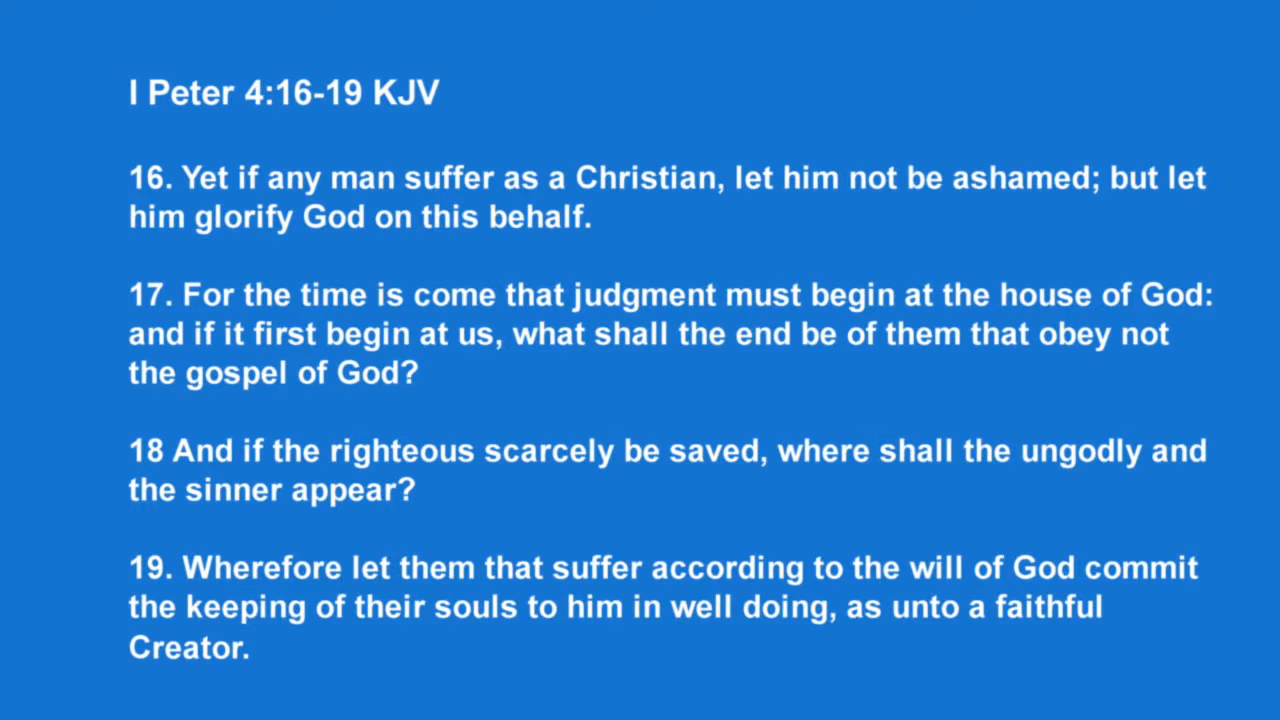 I Peter 4:16-19 KJV
16. Yet if any man suffer as a Christian, let him not be ashamed; but let
him glorify God on this behalf.
17. For the time is come that judgment must begin at the house of God:
and if it first begin at us, what shall the end be of them that obey not
the gospel of God?
18 And if the righteous scarcely be saved, where shall the ungodly and
the sinner appear?
19. Wherefore let them that suffer according to the will of God commit
the keeping of their souls to him in well doing, as unto a faithful
Creator.